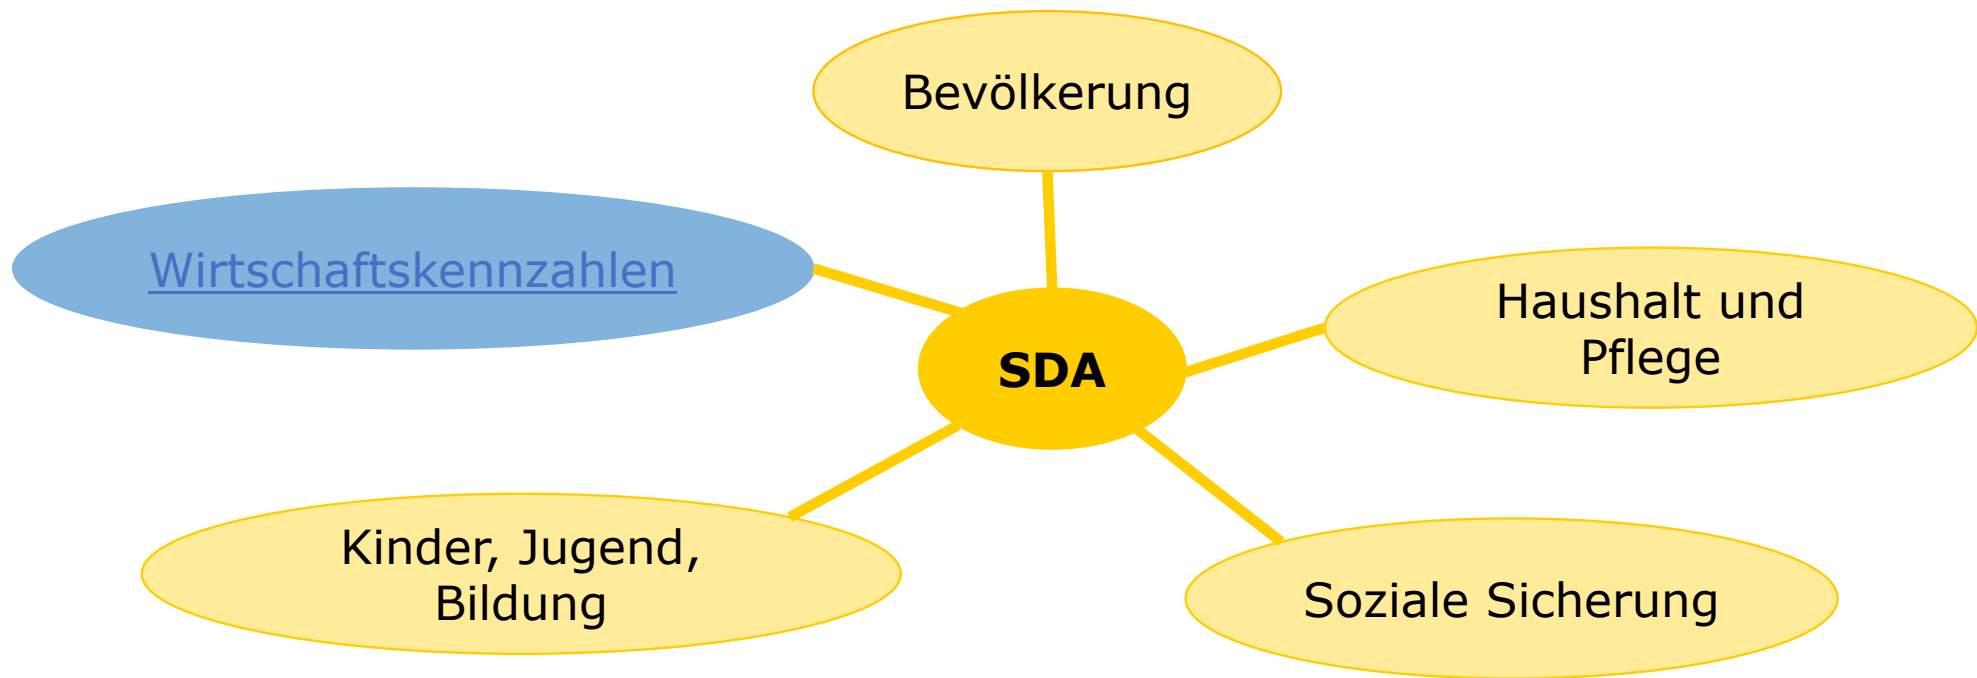 Bevölkerung
Wirtschaftskennzahlen
Haushalt und
Pflege
SDA
Kinder, Jugend,
Bildung
Soziale Sicherung